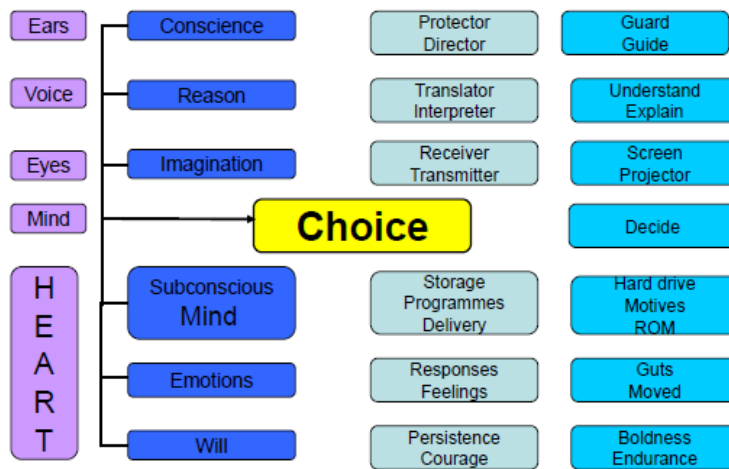 Ears
Conscience
Protector
Director
Guard
Guide
Voice
Reason
Translator
Interpreter
Understand
Explain
Eyes
Imagination
Receiver
Transmitter
Screen
Projector
Mind
Choice
Decide
H
E
A
R
T
Subconscious
Mind
Storage
Programmes
Delivery
Hard drive
Motives
ROM
Emotions
Responses
Feelings
Guts
Moved
Will
Persistence
Courage
Boldness
Endurance